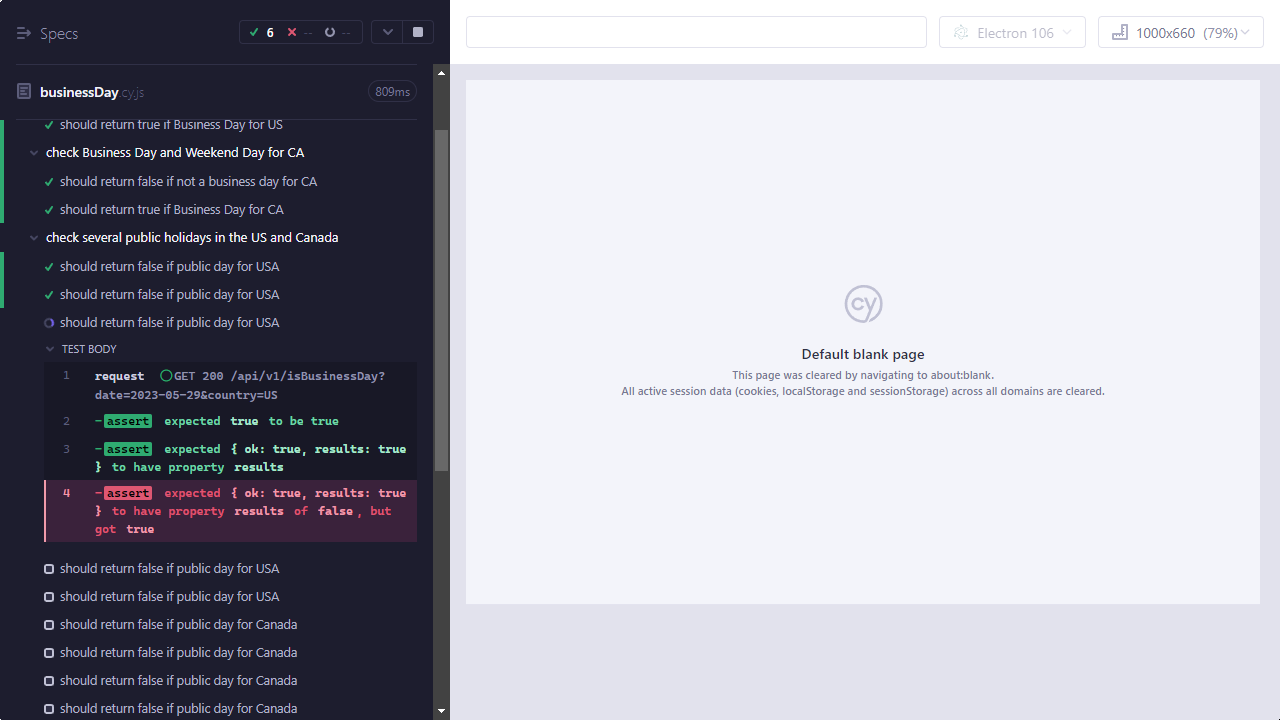 Specs
6
--
--
businessDay.cy.js
809ms
should return true if Business Day for US
check Business Day and Weekend Day for CA
should return false if not a business day for CA
should return true if Business Day for CA
check several public holidays in the US and Canada
should return false if public day for USA
should return false if public day for USA
should return false if public day for USA
TEST BODY
1 request GET 200 /api/v1/isBusinessDay?
date=2023-05-29&country=US
2 -assert expected true to be true
3 -assert expected { ok: true, results: true
} to have property results
4 -assert expected { ok: true, results: true
} to have property results of false, but
got true
should return false if public day for USA
should return false if public day for USA
should return false if public day for Canada
should return false if public day for Canada
should return false if public day for Canada
should return false if public day for Canada
Electron 106
1000x660 (79%)
cy
Default blank page
This page was cleared by navigating to about:blank.
All active session data (cookies, localStorage and sessionStorage) across all domains are cleared.